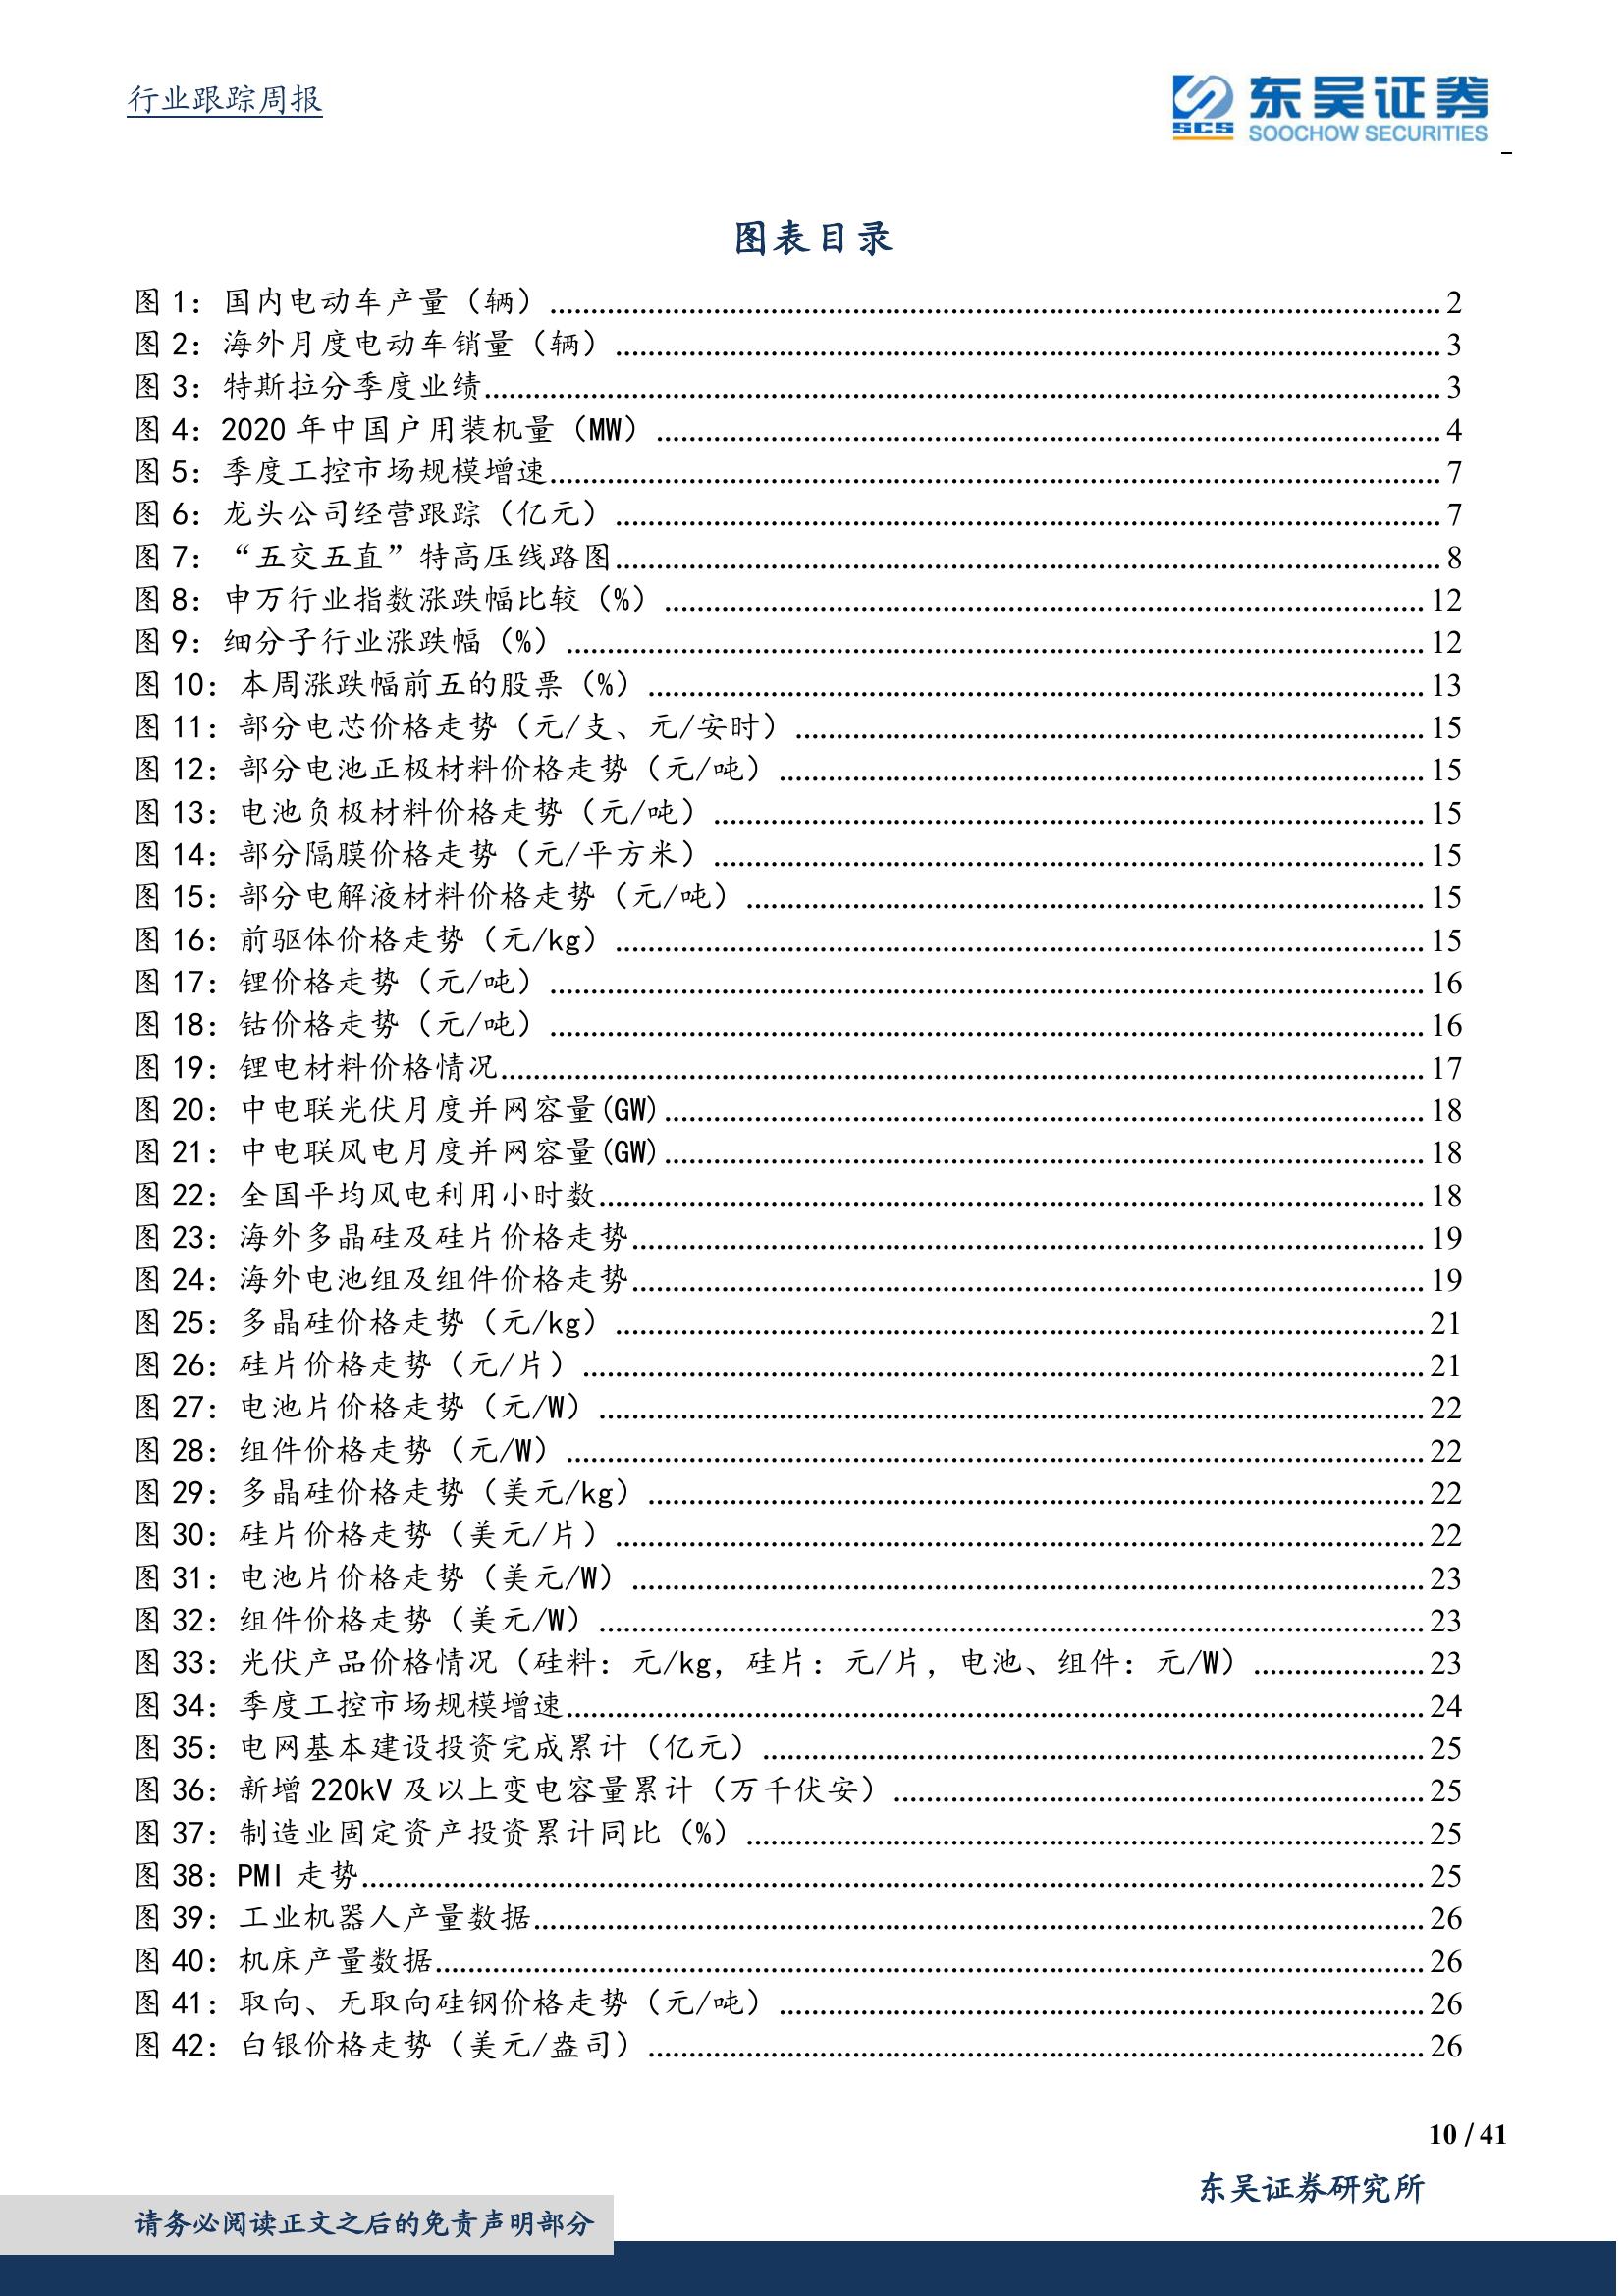 行业跟踪周报
SCS 东吴证券
SOOCHOW SECURITIES
图表目录
图 1：国内电动车产量（辆）......2
图 2：海外月度电动车销量（辆）......3
图 3：特斯拉分季度业绩......3
图 4：2020 年中国户用装机量（MW）......4
图 5：季度工控市场规模增速......7
图 6：龙头公司经营跟踪（亿元）......7
图 7：“五交五直”特高压线路图......8
图 8：申万行业指数涨跌幅比较（%）......12
图 9：细分子行业涨跌幅（%）......12
图 10：本周涨跌幅前五的股票（%）......13
图 11：部分电芯价格走势（元/支、元/安时）......15
图 12：部分电池正极材料价格走势（元/吨）......15
图 13：电池负极材料价格走势（元/吨）......15
图 14：部分隔膜价格走势（元/平方米）......15
图 15：部分电解液材料价格走势（元/吨）......15
图 16：前驱体价格走势（元/kg）......15
图 17：锂价格走势（元/吨）......16
图 18：钴价格走势（元/吨）......16
图 19：锂电材料价格情况......17
图 20：中电联光伏月度并网容量(GW)......18
图 21：中电联风电月度并网容量(GW)......18
图 22：全国平均风电利用小时数......18
图 23：海外多晶硅及硅片价格走势......19
图 24：海外电池组及组件价格走势......19
图 25：多晶硅价格走势（元/kg）......21
图 26：硅片价格走势（元/片）......21
图 27：电池片价格走势（元/W）......22
图 28：组件价格走势（元/W）......22
图 29：多晶硅价格走势（美元/kg）......22
图 30：硅片价格走势（美元/片）......22
图 31：电池片价格走势（美元/W）......23
图 32：组件价格走势（美元/W）......23
图 33：光伏产品价格情况（硅料：元/kg，硅片：元/片，电池、组件：元/W）......23
图 34：季度工控市场规模增速......24
图 35：电网基本建设投资完成累计（亿元）......25
图 36：新增 220kV 及以上变电容量累计（万千伏安）......25
图 37：制造业固定资产投资累计同比（%）......25
图 38：PMI 走势......25
图 39：工业机器人产量数据......26
图 40：机床产量数据......26
图 41：取向、无取向硅钢价格走势（元/吨）......26
图 42：白银价格走势（美元/盎司）......26
10 / 41
东吴证券研究所
请务必阅读正文之后的免责声明部分